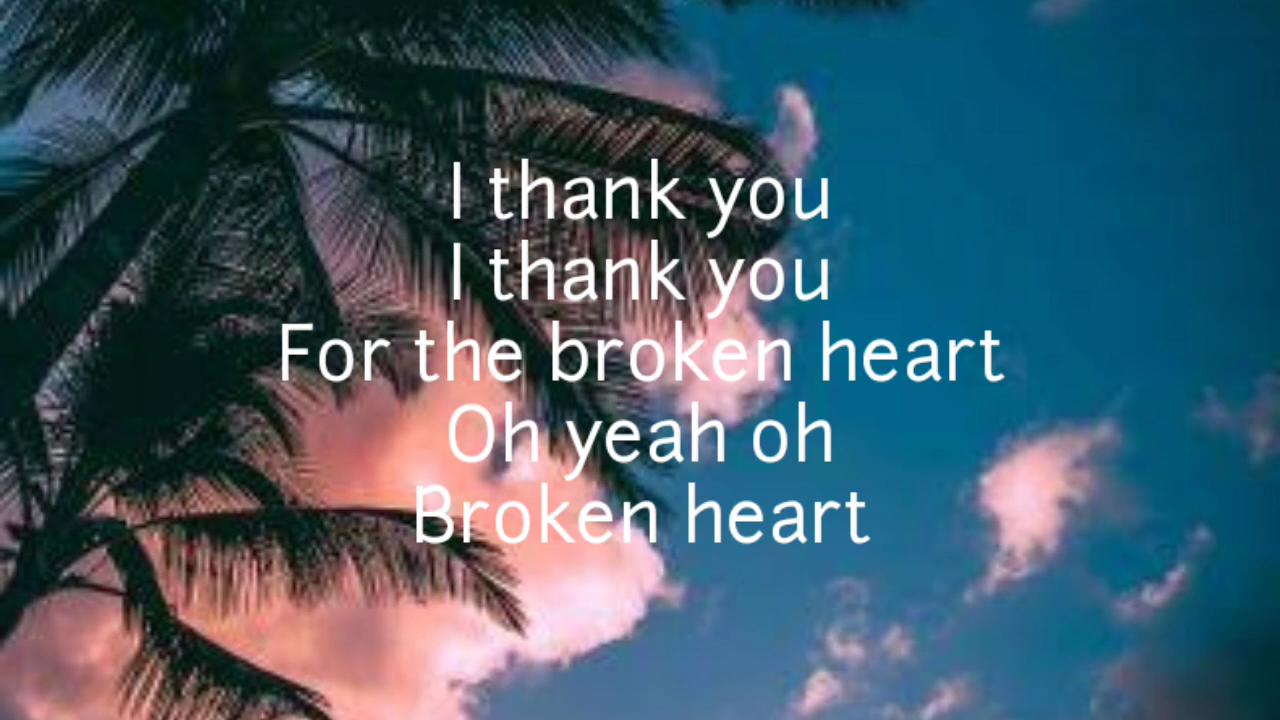 I thank you
I thank you
For the broken heart
Oh yeah oh
Broken heart